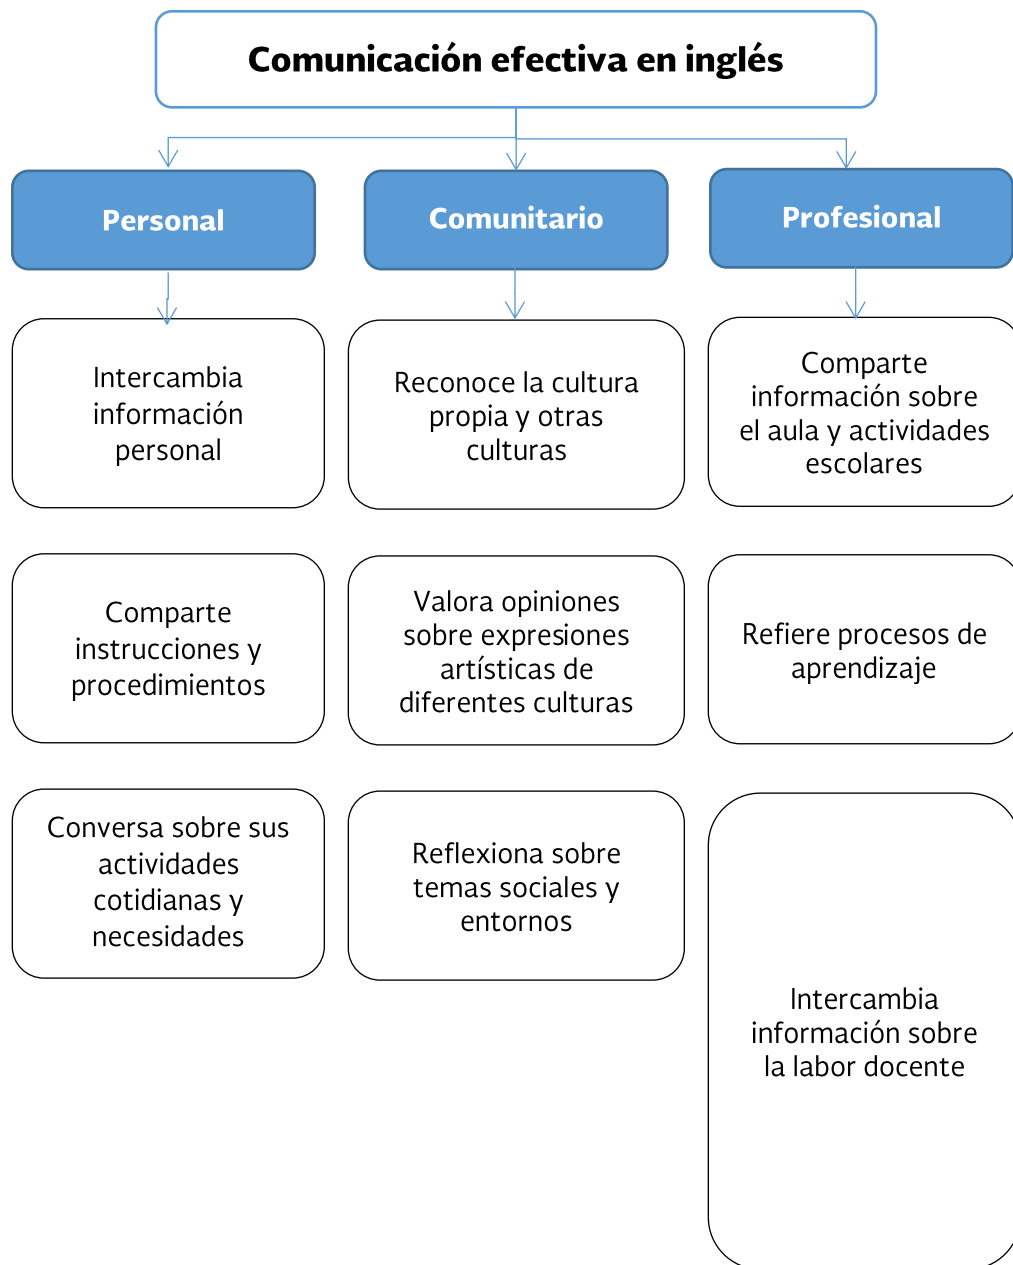 Comunicación efectiva en inglés
Personal
Comunitario
Profesional
Intercambia
información
personal
Reconoce la cultura
propia y otras
culturas
Comparte
información sobre
el aula y actividades
escolares
Comparte
instrucciones y
procedimientos
Valora opiniones
sobre expresiones
artísticas de
diferentes culturas
Refiere procesos de
aprendizaje
Conversa sobre sus
actividades
cotidianas y
necesidades
Reflexiona sobre
temas sociales y
entornos
Intercambia
información sobre
la labor docente